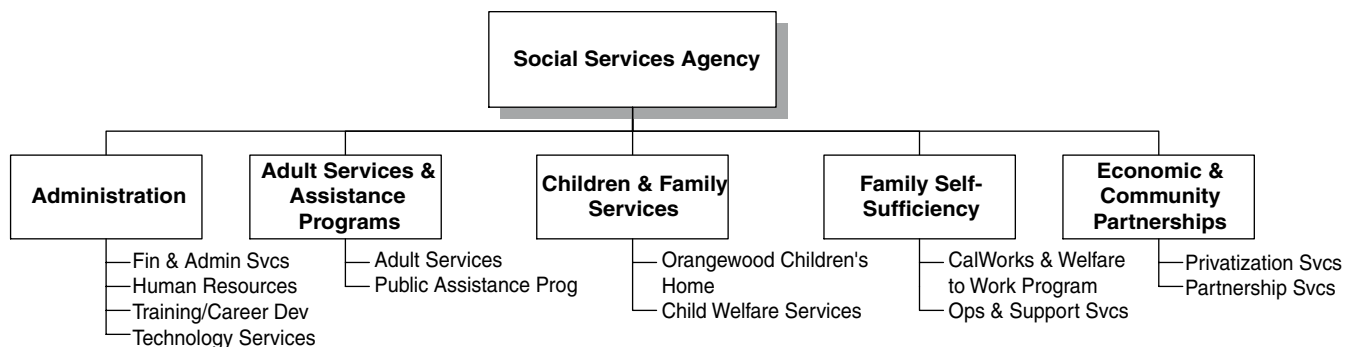 Social Services Agency
Administration
Adult Services &
Assistance
Programs
Children & Family
Services
Family Self-
Sufficiency
Economic &
Community
Partnerships
Fin & Admin Svcs
Human Resources
Training/Career Dev
Technology Services
Adult Services
Public Assistance Prog
Orangewood Children's
Home
Child Welfare Services
CalWorks & Welfare
to Work Program
Ops & Support Svcs
Privatization Svcs
Partnership Svcs